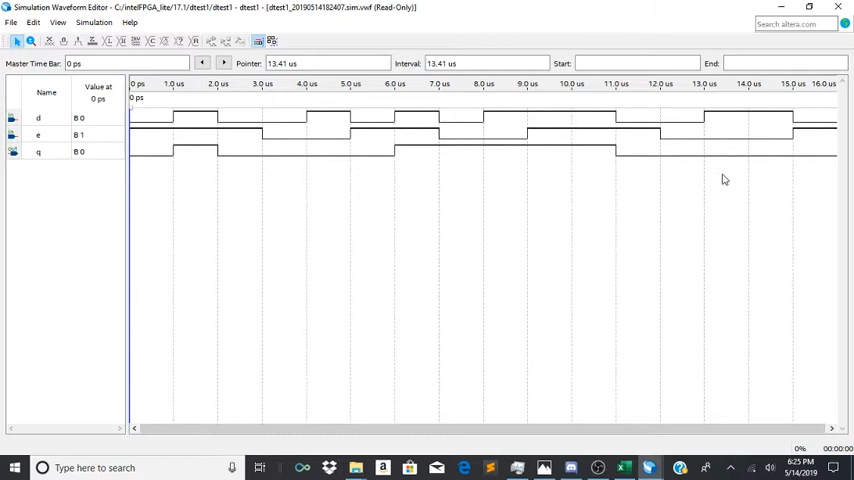 Simulation Waveform Editor - C:/intelFPGA_lite/17.1/dtest1/dtest1 - dtest1 - [dtest1_20190514182407.sim.vwf (Read-Only)]
File Edit View Simulation Help
Search altera.com
Master Time Bar: 0 ps Pointer: 13.41 us Interval: 13.41 us Start: End:
Name Value at 0 ps
0 ps 1.0 us 2.0 us 3.0 us 4.0 us 5.0 us 6.0 us 7.0 us 8.0 us 9.0 us 10.0 us 11.0 us 12.0 us 13.0 us 14.0 us 15.0 us 16.0 us
0 ps
d B 0
e B 1
q B 0
0% 00:00:00
Type here to search
6:25 PM
5/14/2019